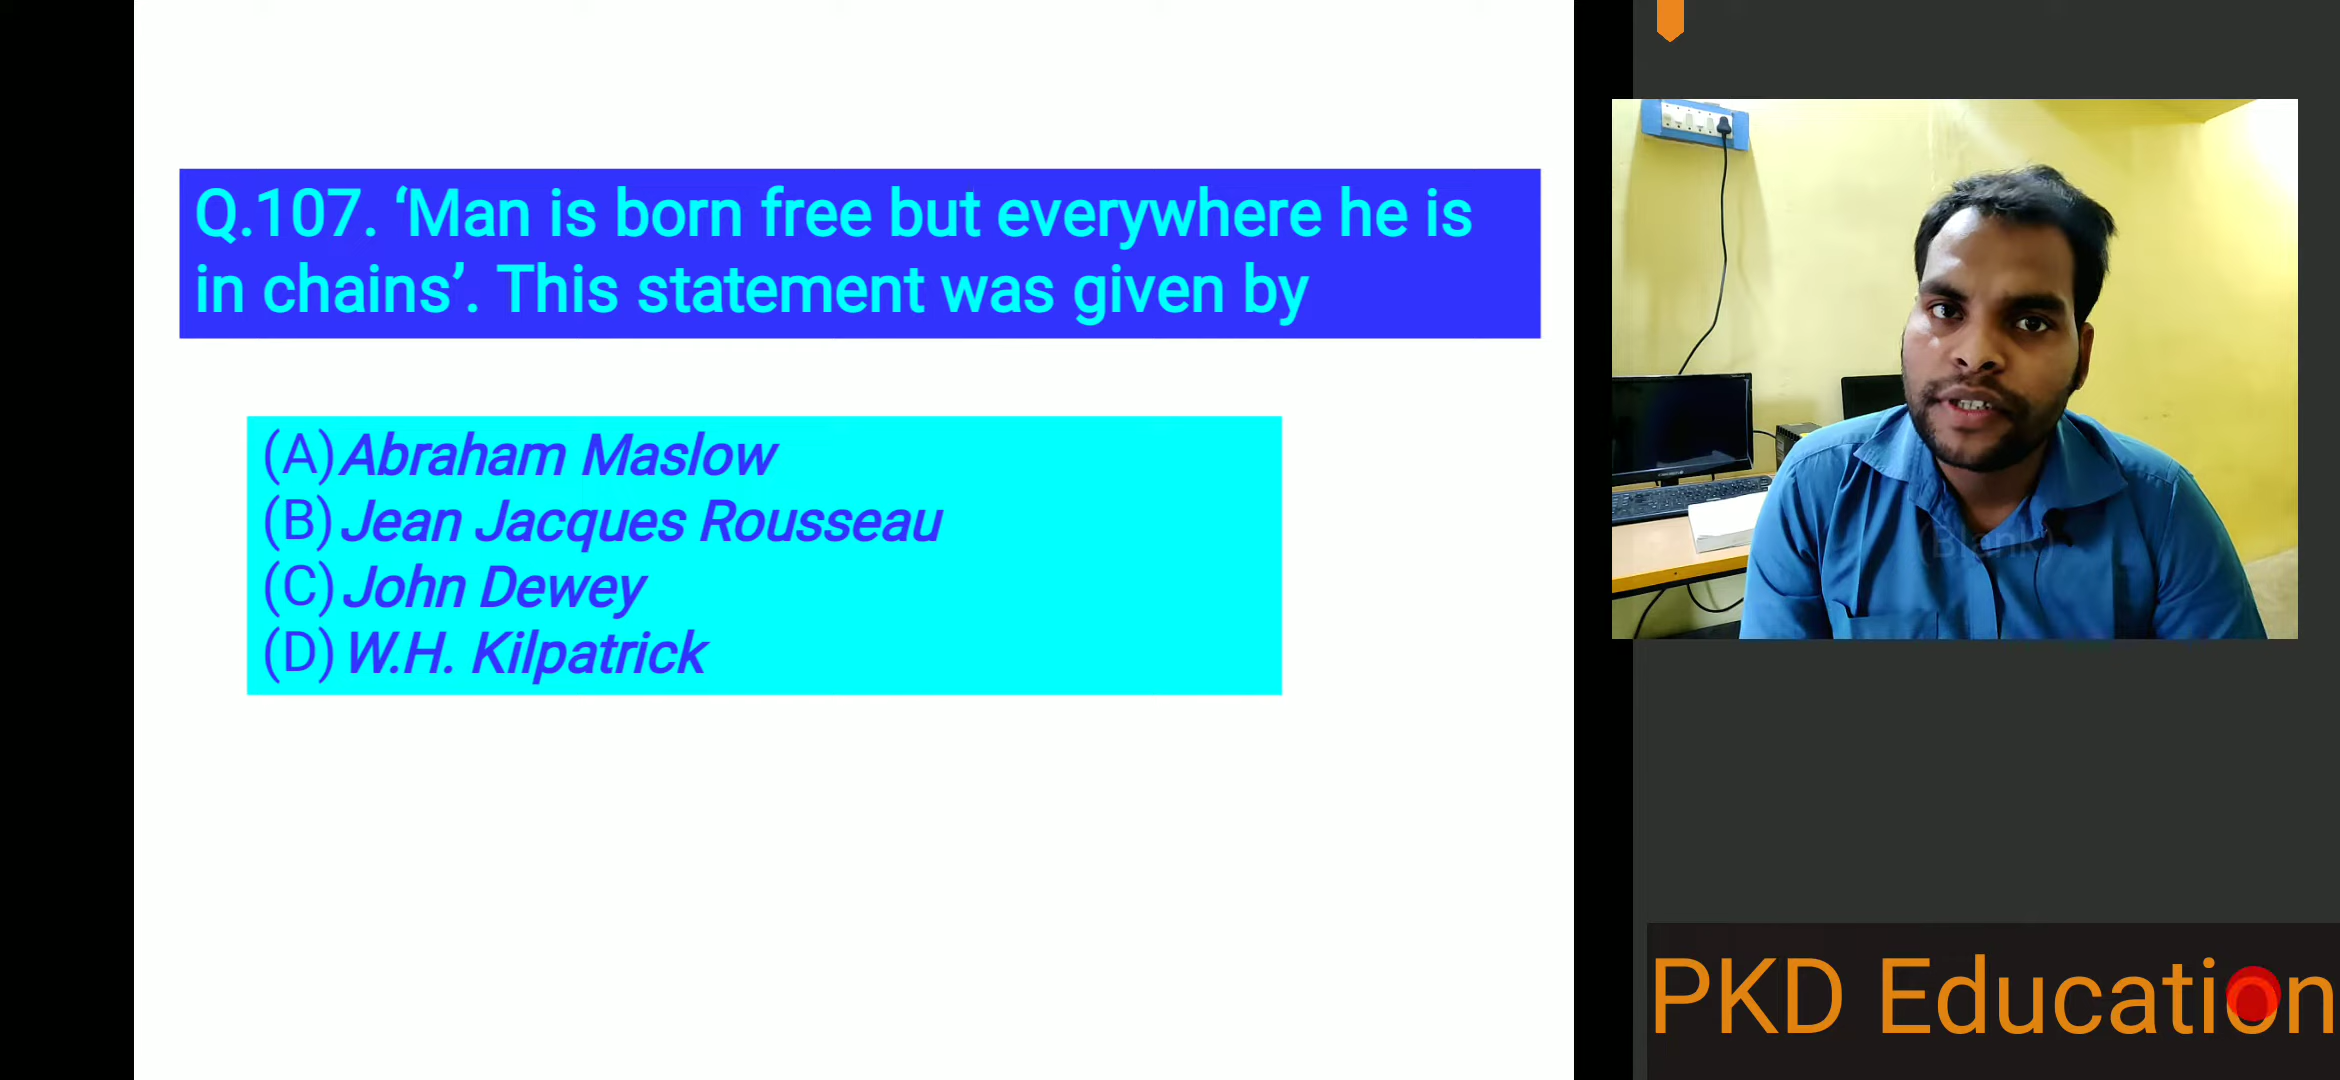 Q.107. ‘Man is born free but everywhere he is
in chains’. This statement was given by
(A) Abraham Maslow
(B) Jean Jacques Rousseau
(C) John Dewey
(D) W.H. Kilpatrick
(Blank)
PKD Education